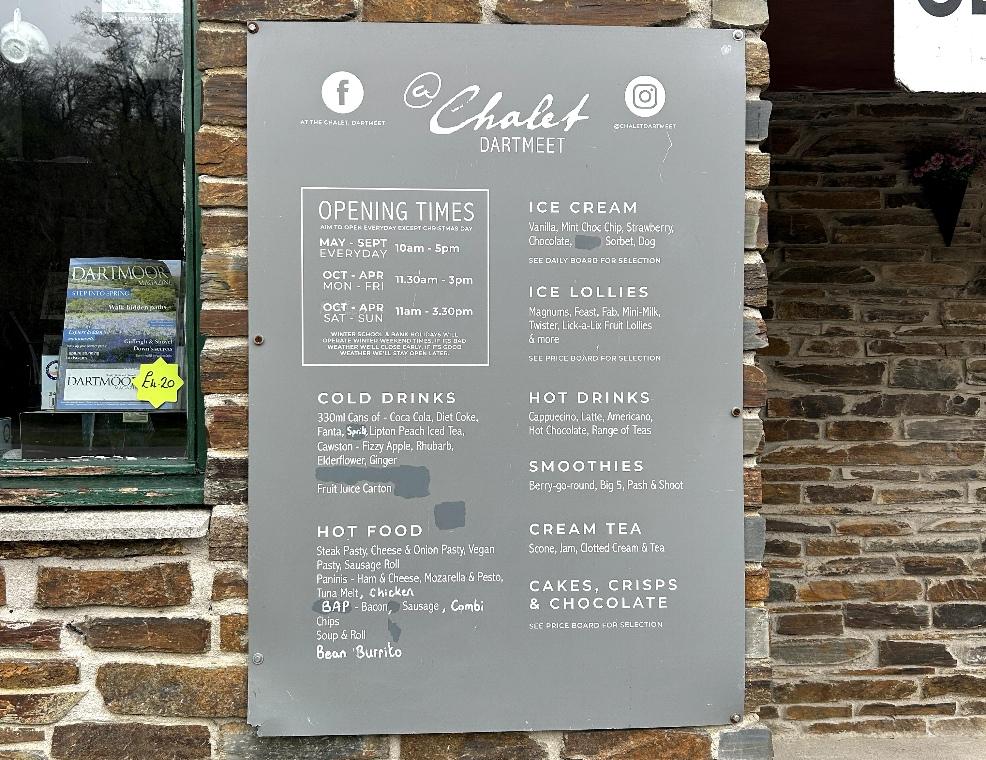 @ Chalet
DARTMEET
AT THE CHALET, DARTMEET
@CHALETDARTMEET
OPENING TIMES
AIM TO OPEN EVERYDAY EXCEPT CHRISTMAS DAY
MAY - SEPT
EVERYDAY
10am - 5pm
OCT - APR
MON - FRI
11.30am - 3pm
OCT - APR
SAT - SUN
11am - 3.30pm
WINTER SCHOOL & BANK HOLIDAYS WILL
OPERATE WINTER WEEKEND TIMES. IF ITS BAD
WEATHER WE'LL CLOSE EARLY, IF ITS GOOD
WEATHER WE'LL STAY OPEN LATER.
COLD DRINKS
330ml Cans of - Coca Cola, Diet Coke,
Fanta, Sprite, Lipton Peach Iced Tea,
Cawston - Fizzy Apple, Rhubarb,
Elderflower, Ginger
Fruit Juice Carton
HOT FOOD
Steak Pasty, Cheese & Onion Pasty, Vegan
Pasty, Sausage Roll
Paninis - Ham & Cheese, Mozarella & Pesto,
Tuna Melt, chicken
BAP - Bacon, Sausage, Combi
Chips
Soup & Roll
Bean Burrito
ICE CREAM
Vanilla, Mint Choc Chip, Strawberry,
Chocolate, Sorbet, Dog
SEE DAILY BOARD FOR SELECTION
ICE LOLLIES
Magnums, Feast, Fab, Mini-Milk,
Twister, Lick-a-Lix Fruit Lollies
& more
SEE PRICE BOARD FOR SELECTION
HOT DRINKS
Cappuccino, Latte, Americano,
Hot Chocolate, Range of Teas
SMOOTHIES
Berry-go-round, Big 5, Pash & Shoot
CREAM TEA
Scone, Jam, Clotted Cream & Tea
CAKES, CRISPS
& CHOCOLATE
SEE PRICE BOARD FOR SELECTION
DARTMOOR
MAGAZINE
STEP INTO SPRING
Walk hidden paths
DARTMOOR
£4.20